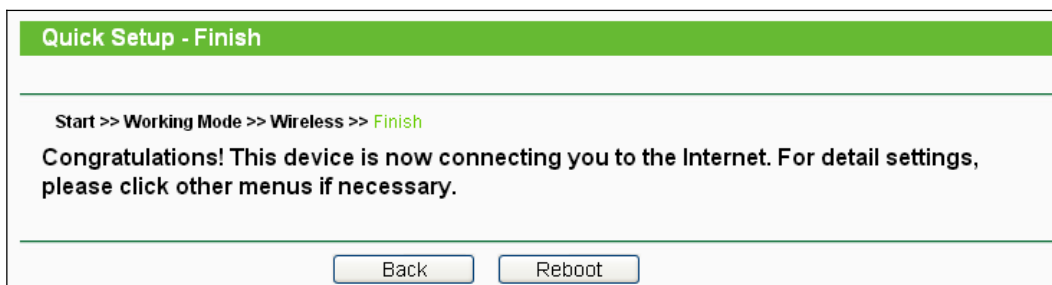 Quick Setup - Finish
Start >> Working Mode >> Wireless >> Finish
Congratulations! This device is now connecting you to the Internet. For detail settings,
please click other menus if necessary.
Back Reboot